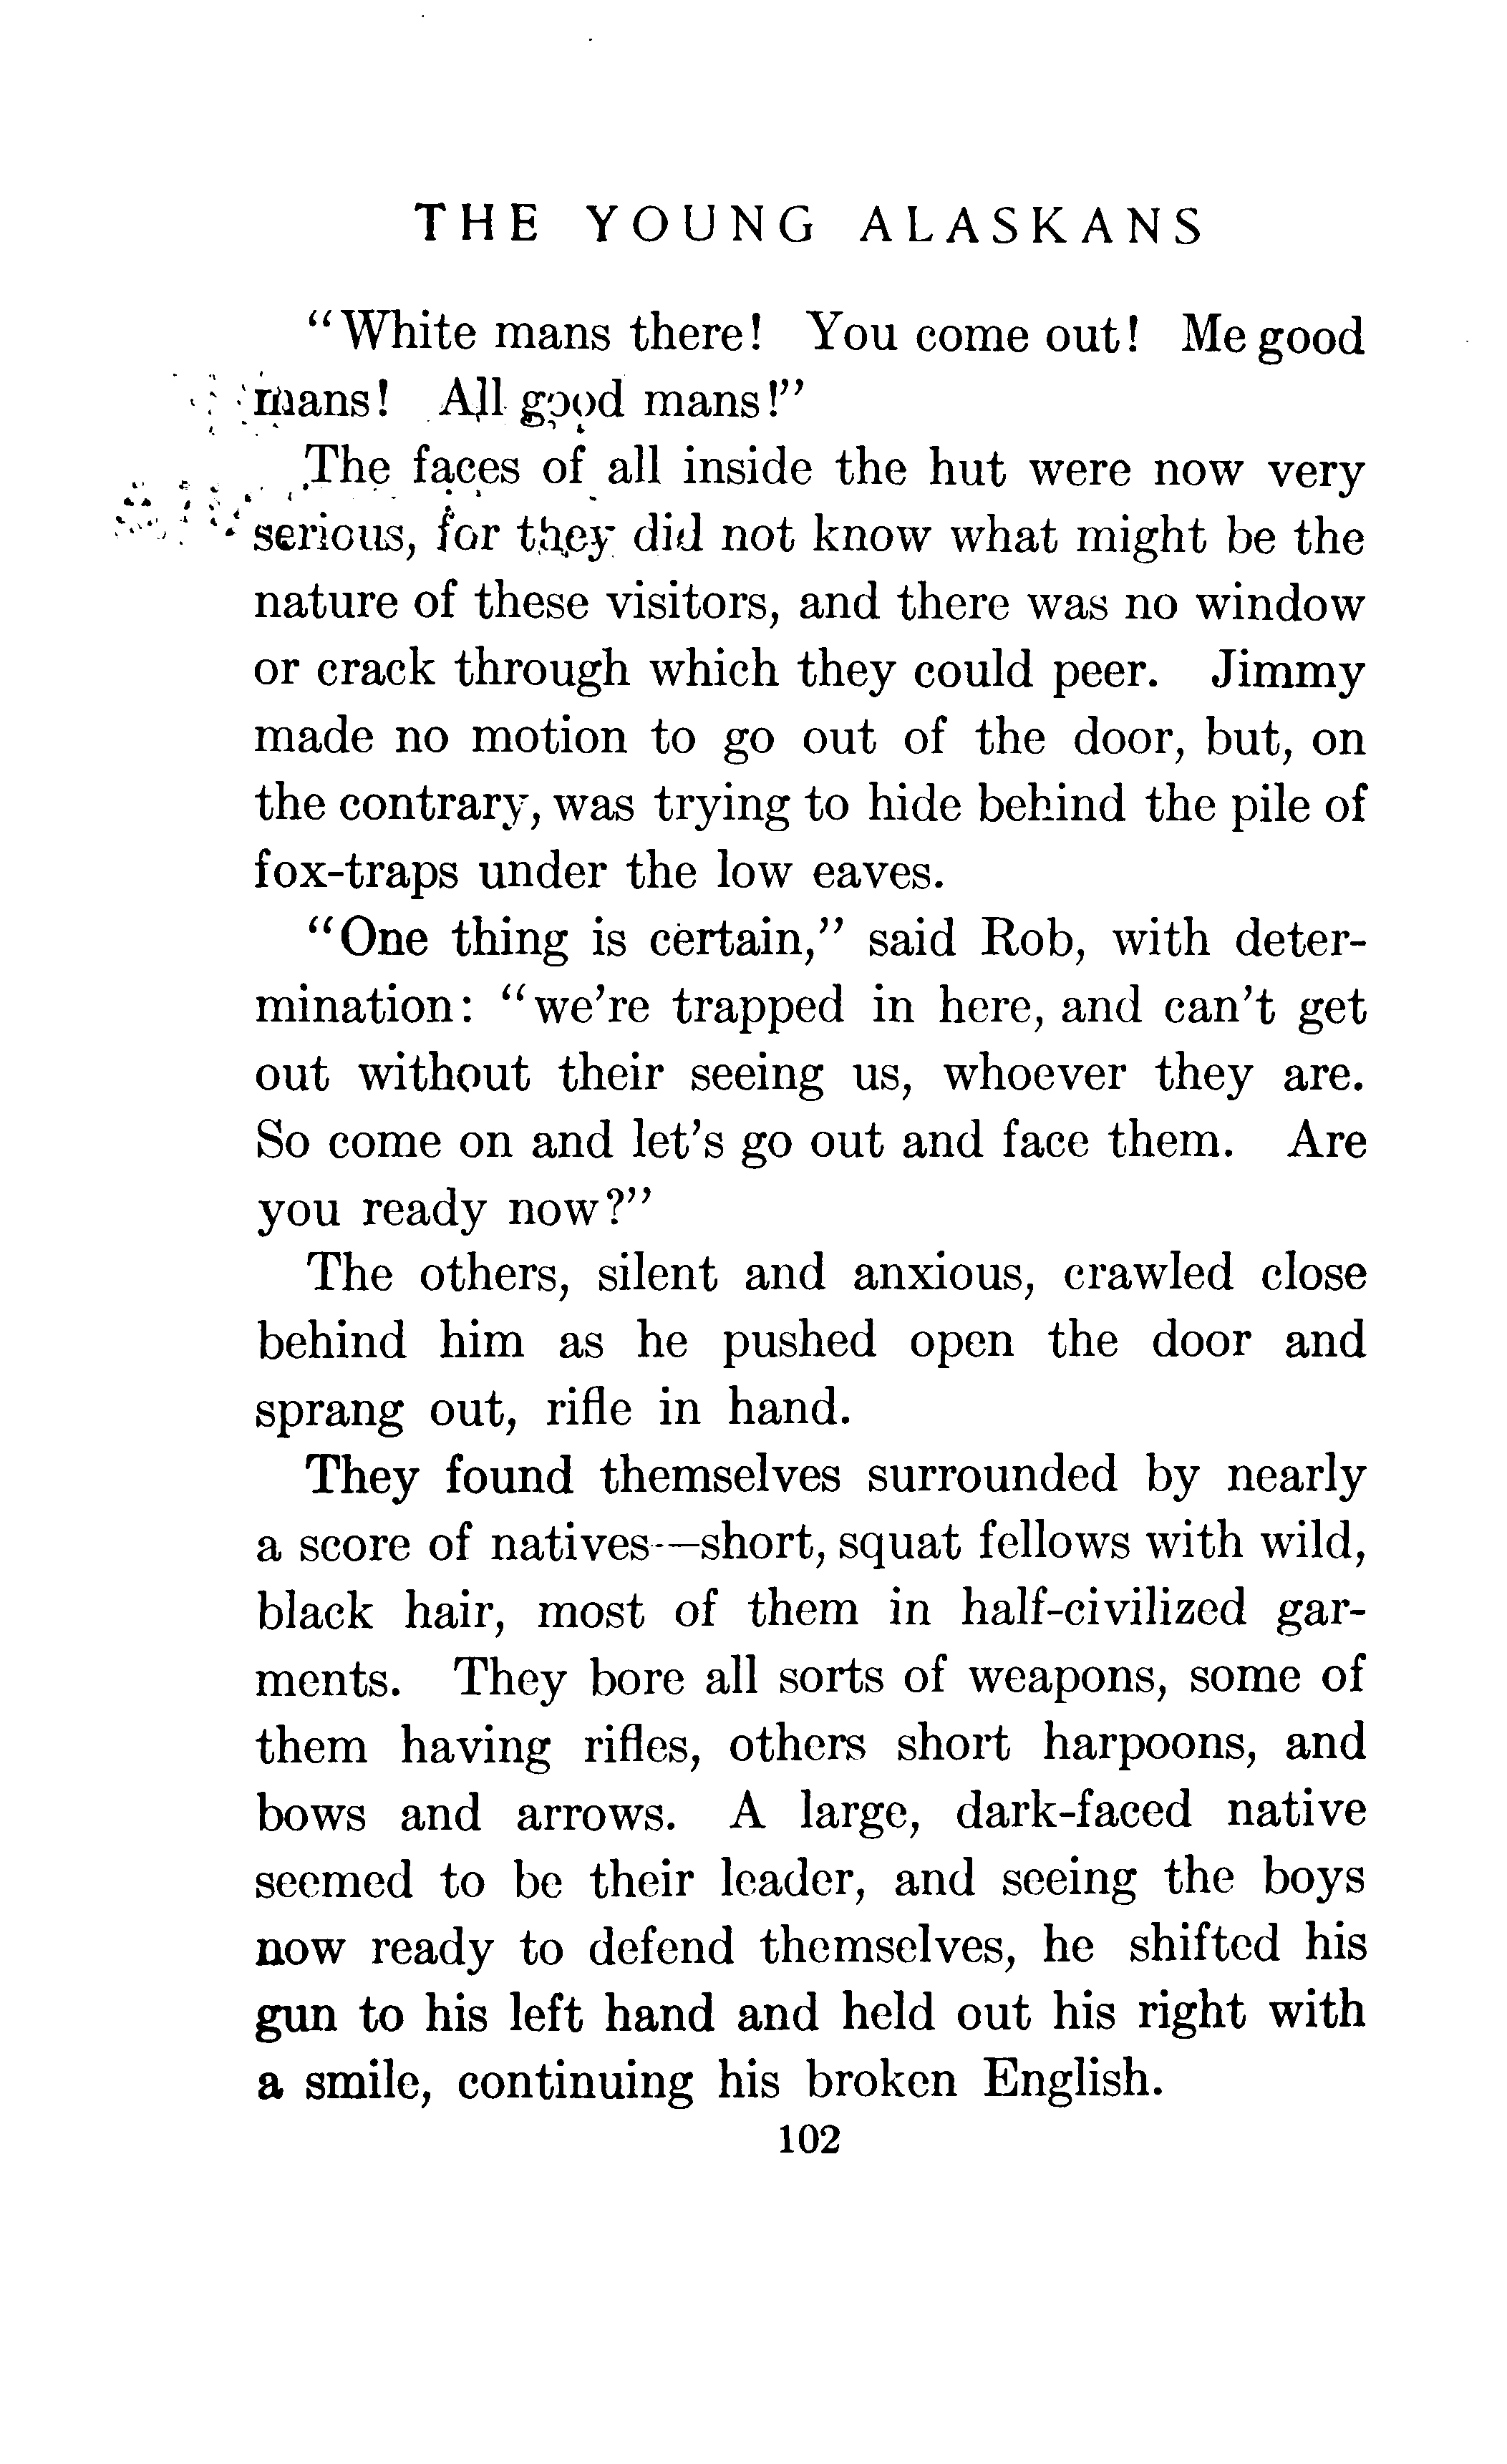 THE YOUNG ALASKANS
"White mans there! You come out! Me good
mans! All good mans!"
The faces of all inside the hut were now very
serious, for they did not know what might be the
nature of these visitors, and there was no window
or crack through which they could peer. Jimmy
made no motion to go out of the door, but, on
the contrary, was trying to hide behind the pile of
fox-traps under the low eaves.
"One thing is certain," said Rob, with deter-
mination: "we're trapped in here, and can't get
out without their seeing us, whoever they are.
So come on and let's go out and face them. Are
you ready now?"
The others, silent and anxious, crawled close
behind him as he pushed open the door and
sprang out, rifle in hand.
They found themselves surrounded by nearly
a score of natives—short, squat fellows with wild,
black hair, most of them in half-civilized gar-
ments. They bore all sorts of weapons, some of
them having rifles, others short harpoons, and
bows and arrows. A large, dark-faced native
seemed to be their leader, and seeing the boys
now ready to defend themselves, he shifted his
gun to his left hand and held out his right with
a smile, continuing his broken English.
102